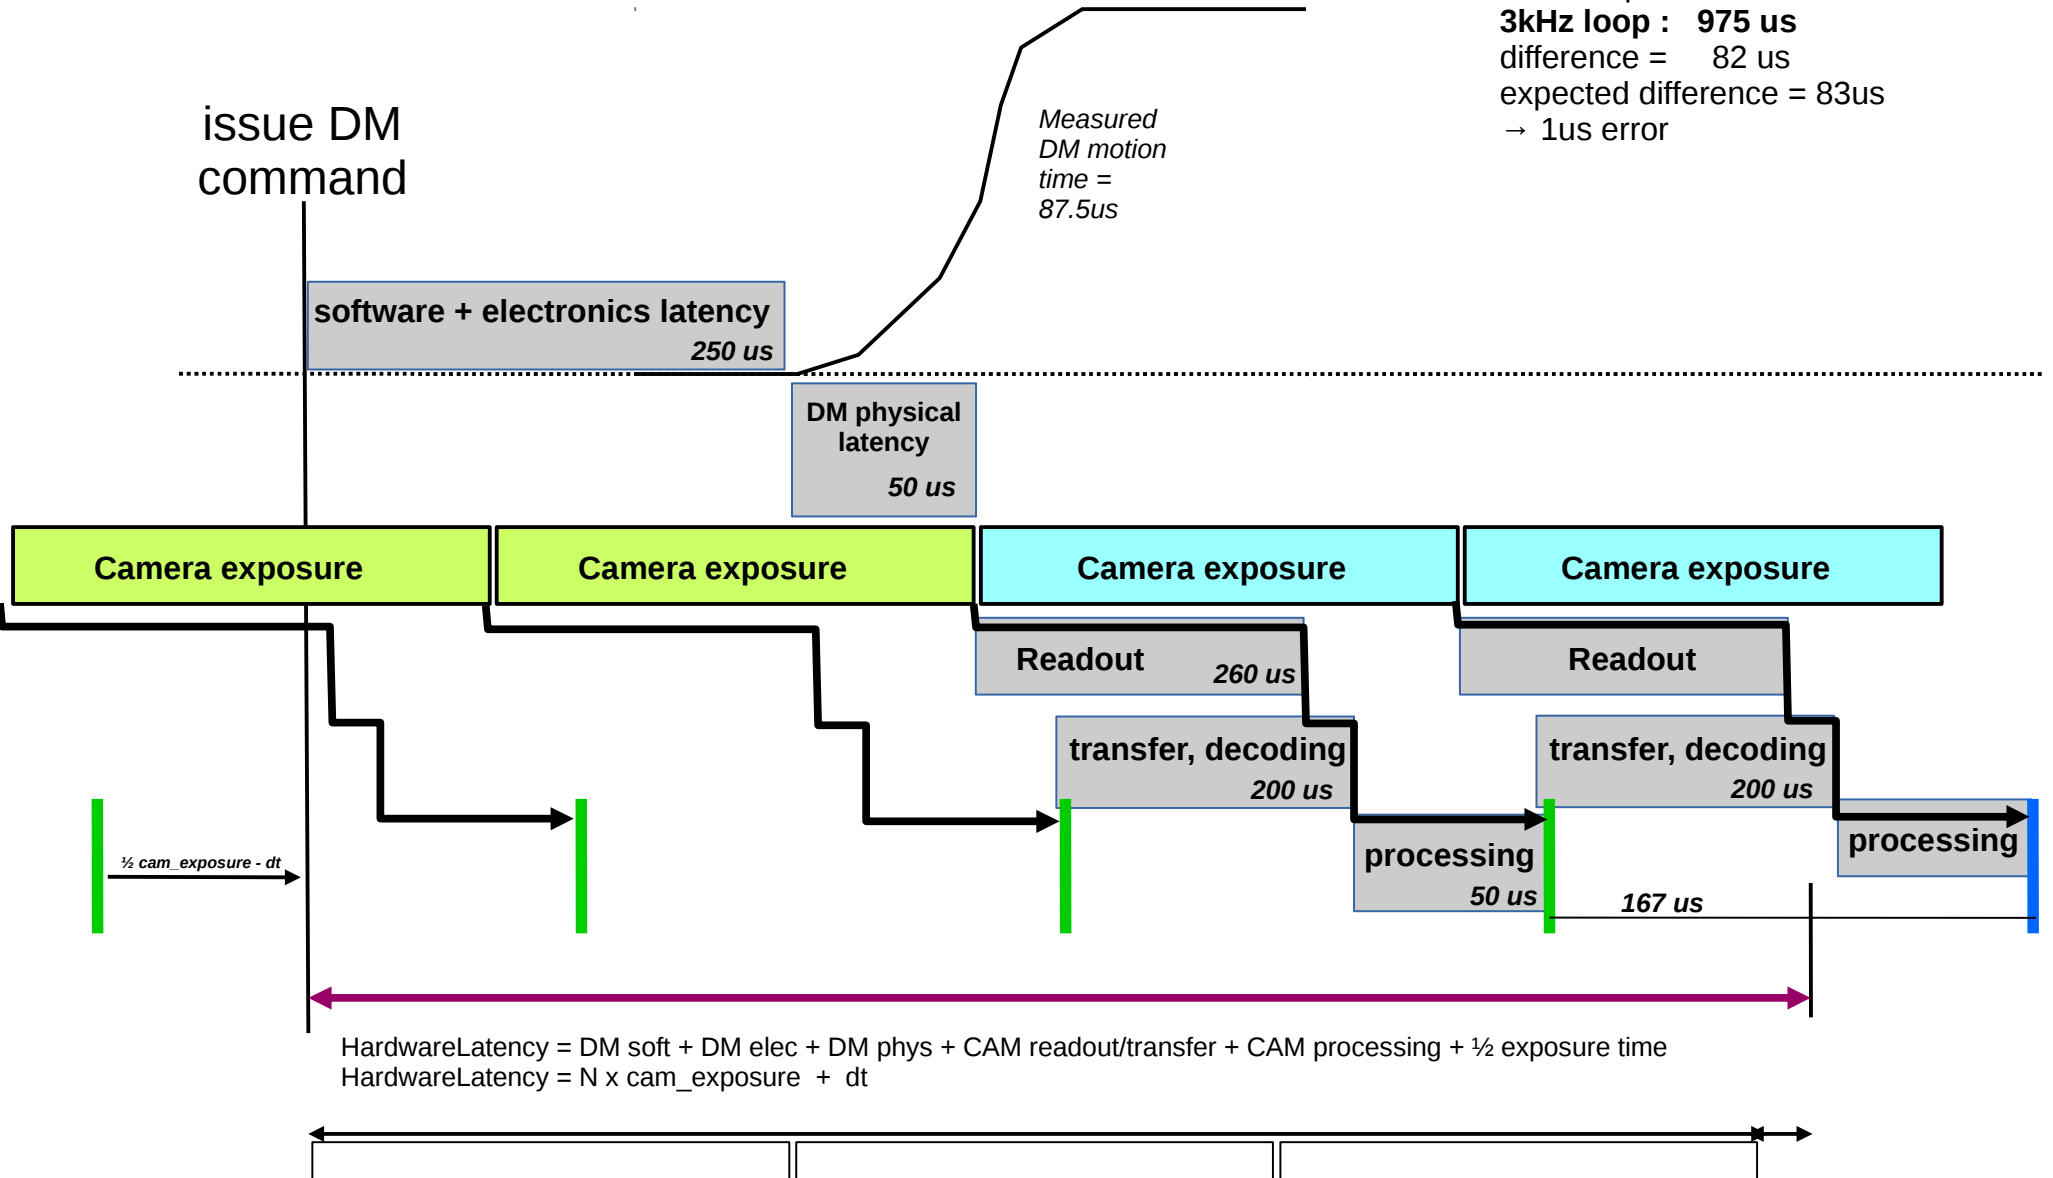 3kHz loop : 975 us
difference = 82 us
expected difference = 83us
→ 1us error
issue DM
command
Measured
DM motion
time =
87.5us
software + electronics latency
250 us
DM physical
latency
50 us
Camera exposure
Camera exposure
Camera exposure
Camera exposure
Readout
260 us
Readout
transfer, decoding
200 us
transfer, decoding
200 us
processing
50 us
processing
½ cam_exposure - dt
167 us
HardwareLatency = DM soft + DM elec + DM phys + CAM readout/transfer + CAM processing + ½ exposure time
HardwareLatency = N x cam_exposure + dt